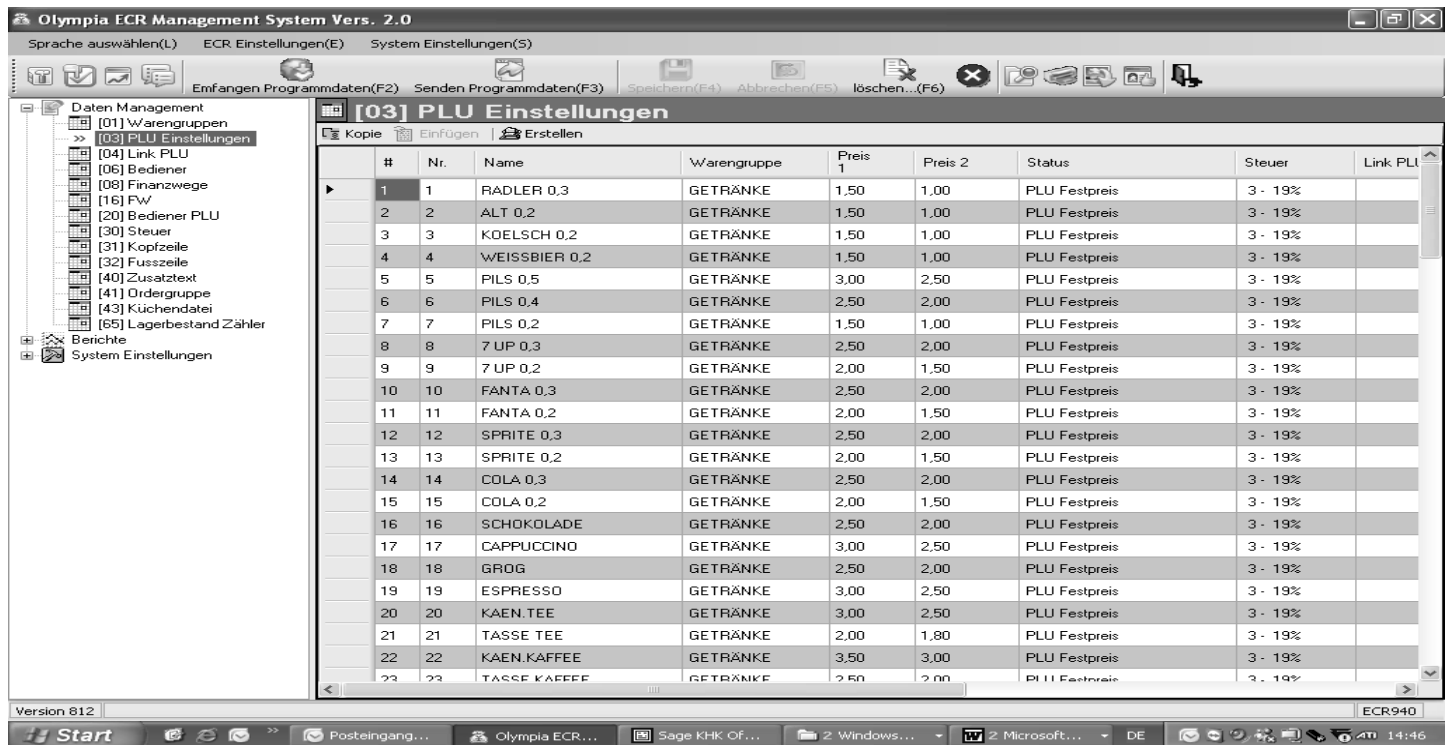 Olympia ECR Management System Vers. 2.0
Sprache auswählen(L) ECR Einstellungen(E) System Einstellungen(S)
Emfangen Programmdaten(F2) Senden Programmdaten(F3) Speichern(F4) Abbrechen(F5) löschen...(F6)
Daten Management
[01] Warengruppen
>> [03] PLU Einstellungen
[04] Link PLU
[06] Bediener
[08] Finanzwege
[16] FW
[20] Bediener PLU
[30] Steuer
[31] Kopfzeile
[32] Fusszeile
[40] Zusatztext
[41] Ordergruppe
[43] Küchendatei
[65] Lagerbestand Zähler
Berichte
System Einstellungen
[03] PLU Einstellungen
Kopie Einfügen Erstellen
# Nr. Name Warengruppe Preis 1 Preis 2 Status Steuer Link PLU
1 1 RADLER 0,3 GETRÄNKE 1,50 1,00 PLU Festpreis 3 - 19%
2 2 ALT 0,2 GETRÄNKE 1,50 1,00 PLU Festpreis 3 - 19%
3 3 KOELSCH 0,2 GETRÄNKE 1,50 1,00 PLU Festpreis 3 - 19%
4 4 WEISSBIER 0,2 GETRÄNKE 1,50 1,00 PLU Festpreis 3 - 19%
5 5 PILS 0,5 GETRÄNKE 3,00 2,50 PLU Festpreis 3 - 19%
6 6 PILS 0,4 GETRÄNKE 2,50 2,00 PLU Festpreis 3 - 19%
7 7 PILS 0,2 GETRÄNKE 1,50 1,00 PLU Festpreis 3 - 19%
8 8 7 UP 0,3 GETRÄNKE 2,50 2,00 PLU Festpreis 3 - 19%
9 9 7 UP 0,2 GETRÄNKE 2,00 1,50 PLU Festpreis 3 - 19%
10 10 FANTA 0,3 GETRÄNKE 2,50 2,00 PLU Festpreis 3 - 19%
11 11 FANTA 0,2 GETRÄNKE 2,00 1,50 PLU Festpreis 3 - 19%
12 12 SPRITE 0,3 GETRÄNKE 2,50 2,00 PLU Festpreis 3 - 19%
13 13 SPRITE 0,2 GETRÄNKE 2,00 1,50 PLU Festpreis 3 - 19%
14 14 COLA 0,3 GETRÄNKE 2,50 2,00 PLU Festpreis 3 - 19%
15 15 COLA 0,2 GETRÄNKE 2,00 1,50 PLU Festpreis 3 - 19%
16 16 SCHOKOLADE GETRÄNKE 2,50 2,00 PLU Festpreis 3 - 19%
17 17 CAPPUCCINO GETRÄNKE 3,00 2,50 PLU Festpreis 3 - 19%
18 18 GROG GETRÄNKE 2,50 2,00 PLU Festpreis 3 - 19%
19 19 ESPRESSO GETRÄNKE 3,00 2,50 PLU Festpreis 3 - 19%
20 20 KAEN.TEE GETRÄNKE 3,00 2,50 PLU Festpreis 3 - 19%
21 21 TASSE TEE GETRÄNKE 2,00 1,80 PLU Festpreis 3 - 19%
22 22 KAEN.KAFFEE GETRÄNKE 3,50 3,00 PLU Festpreis 3 - 19%
23 23 TASSE KAFFEE GETRÄNKE 2,50 2,00 PLU Festpreis 3 - 19%
Version 812 ECR940
Start Posteingang... Olympia ECR... Sage KHK Of... 2 Windows... 2 Microsoft... DE ATI 14:46